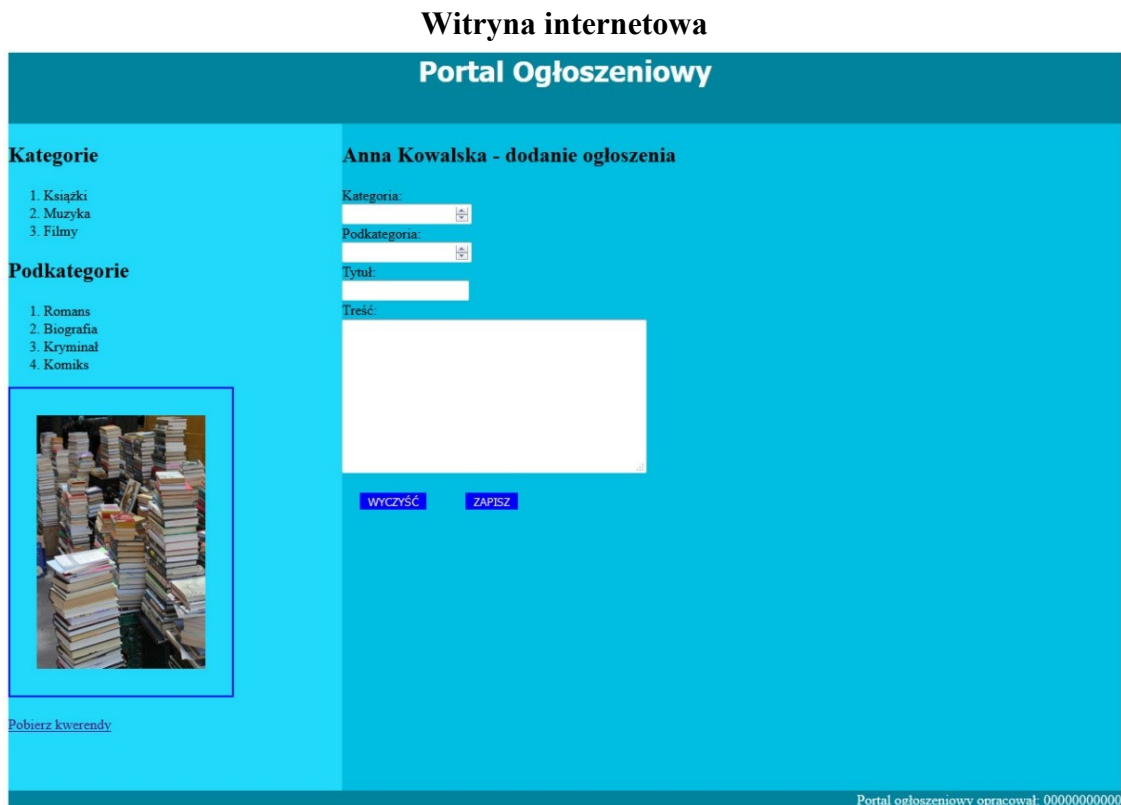 Witryna internetowa
Portal Ogłoszeniowy
Kategorie
1. Książki
2. Muzyka
3. Filmy
Podkategorie
1. Romans
2. Biografia
3. Kryminał
4. Komiks
Pobierz kwerendy
Anna Kowalska - dodanie ogłoszenia
Kategoria:
Podkategoria:
Tytuł:
Treść:
WYCZYŚĆ ZAPISZ
Portal ogłoszeniowy opracował: 00000000000